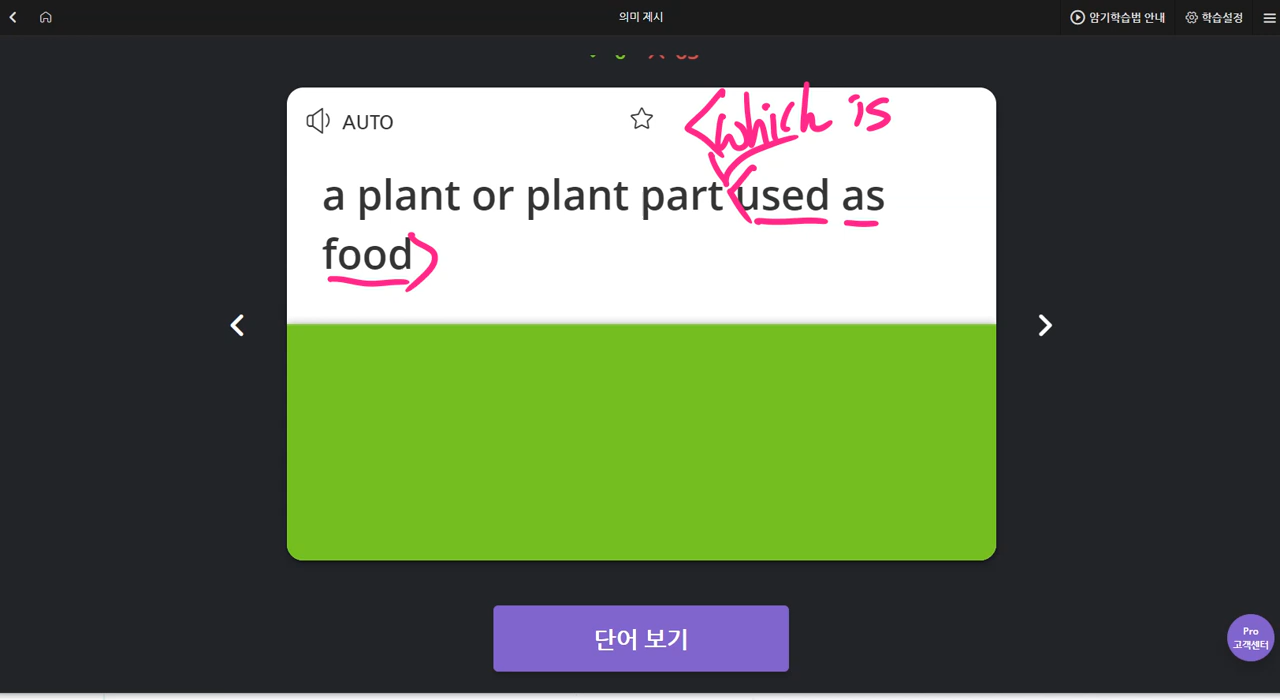 의미 제시
암기학습법 안내
학습설정
AUTO
which is
a plant or plant part used as
food
단어 보기
Pro
고객센터